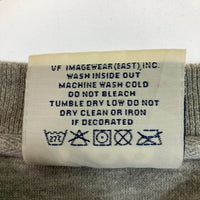 VF IMAGEWEAR (EAST), INC.
WASH INSIDE OUT
MACHINE WASH COLD
DO NOT BLEACH
TUMBLE DRY LOW DO NOT
DRY CLEAN OR IRON
IF DECORATED